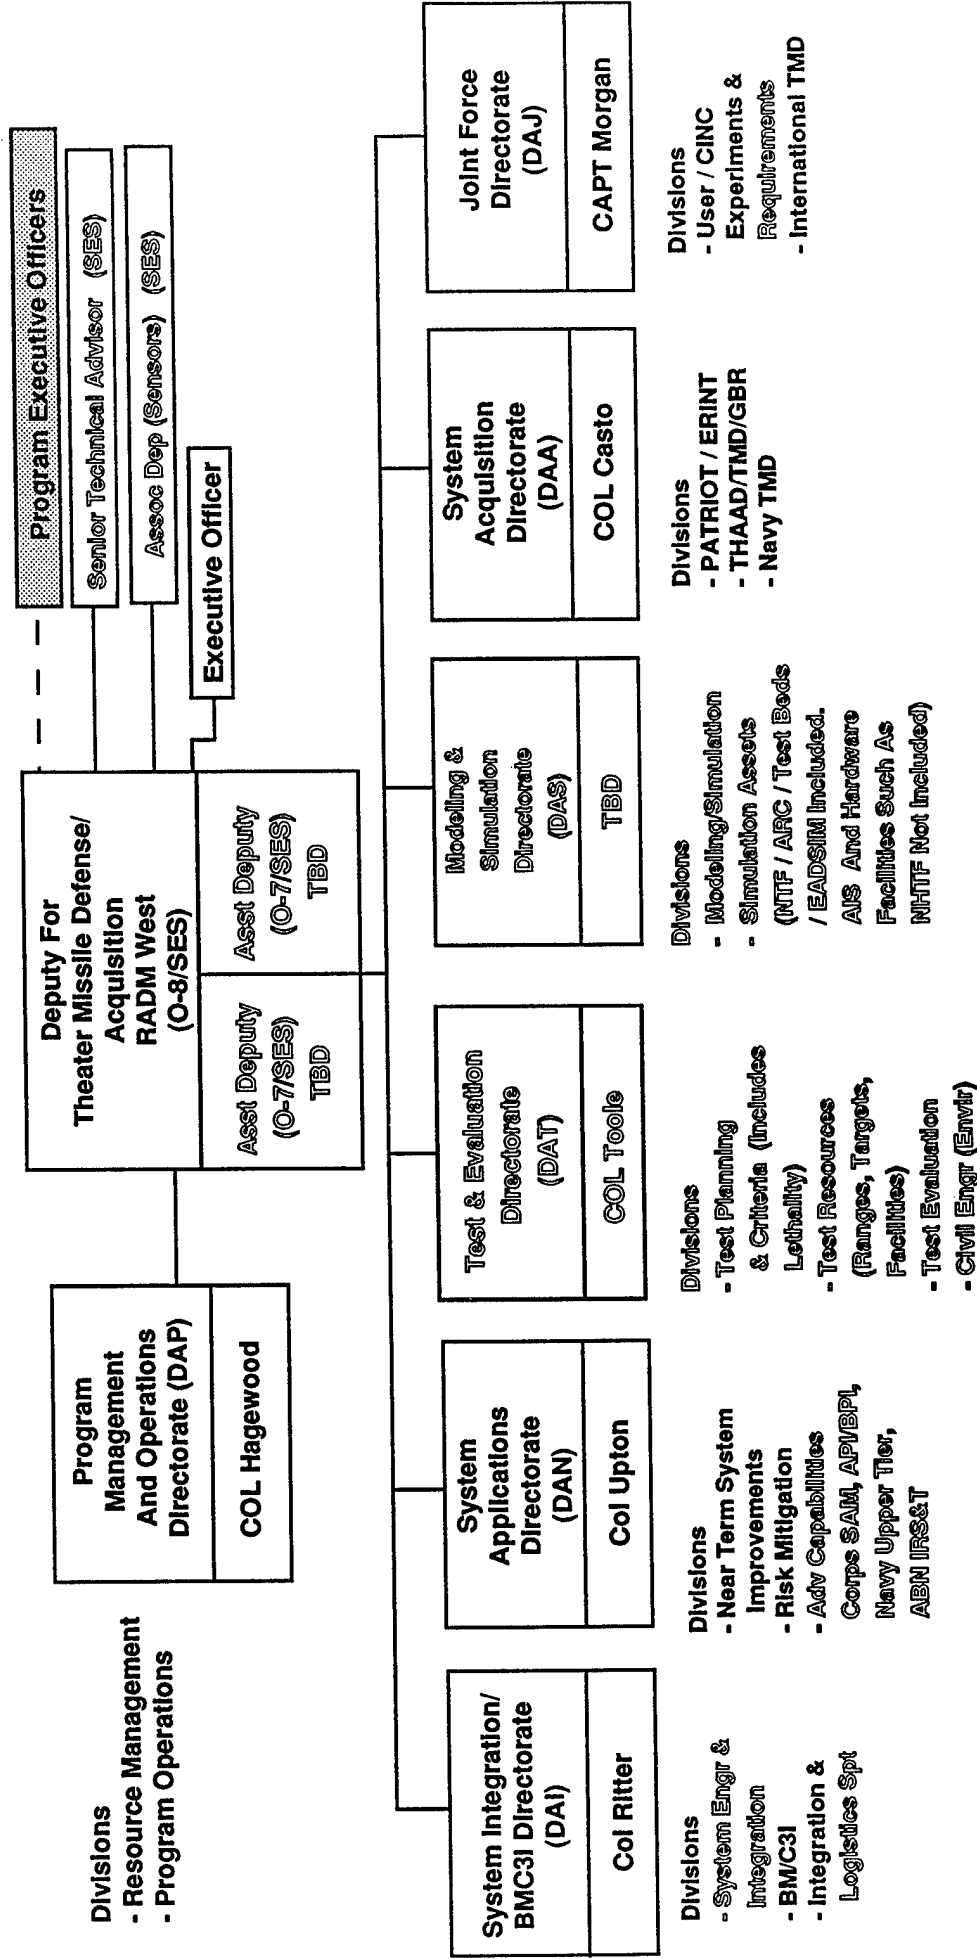 Program Executive Officers
Senior Technical Advisor (SES)
Assoc Dep (Sensors) (SES)
Executive Officer
Deputy For
Theater Missile Defense/
Acquisition
RADM West
(O-8/SES)
Asst Deputy
(O-7/SES)
TBD
Asst Deputy
(O-7/SES)
TBD
Program
Management
And Operations
Directorate (DAP)
COL Hagewood
Divisions
- Resource Management
- Program Operations
System Integration/
BMC3I Directorate
(DAI)
Col Ritter
Divisions
- System Engr &
Integration
- BM/C3I
- Integration &
Logistics Spt
System
Applications
Directorate
(DAN)
Col Upton
Divisions
- Near Term System
Improvements
- Risk Mitigation
- Adv Capabilities
Corps SAM, API/BPI,
Navy Upper Tier,
ABN IRS&T
Test & Evaluation
Directorate
(DAT)
COL Toole
Divisions
- Test Planning
& Criteria (Includes
Lethality)
- Test Resources
(Ranges, Targets,
Facilities)
- Test Evaluation
- Civil Engr (Envir)
Modeling &
Simulation
Directorate
(DAS)
TBD
Divisions
- Modeling/Simulation
- Simulation Assets
(NTF / ARC / Test Beds
/ EADSIM Included.
AIS And Hardware
Facilities Such As
NHTF Not Included)
System
Acquisition
Directorate
(DAA)
COL Casto
Divisions
- PATRIOT / ERINT
- THAAD/TMD/GBR
- Navy TMD
Joint Force
Directorate
(DAJ)
CAPT Morgan
Divisions
- User / CINC
Experiments &
Requirements
- International TMD